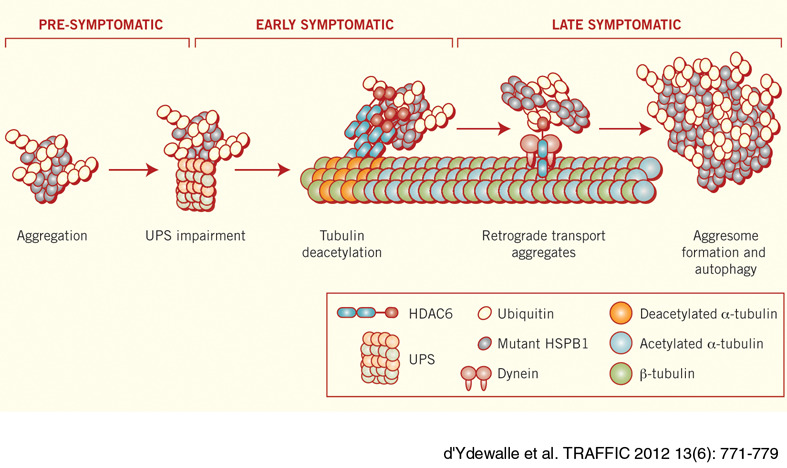 PRE-SYMPTOMATIC
EARLY SYMPTOMATIC
LATE SYMPTOMATIC
Aggregation
UPS impairment
Tubulin
deacetylation
Retrograde transport
aggregates
Aggresome
formation and
autophagy
HDAC6
UPS
Ubiquitin
Mutant HSPB1
Dynein
Deacetylated α-tubulin
Acetylated α-tubulin
β-tubulin
d'Ydewalle et al. TRAFFIC 2012 13(6): 771-779